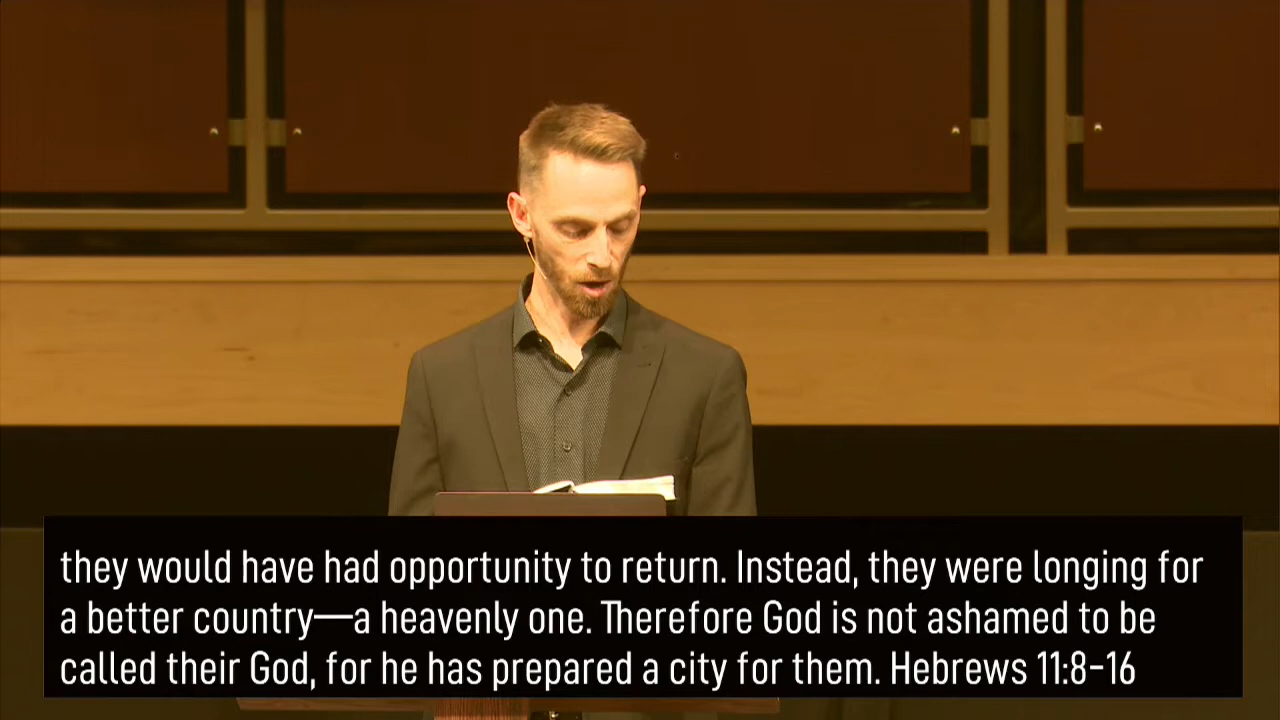 they would have had opportunity to return. Instead, they were longing for
a better country—a heavenly one. Therefore God is not ashamed to be
called their God, for he has prepared a city for them. Hebrews 11:8-16